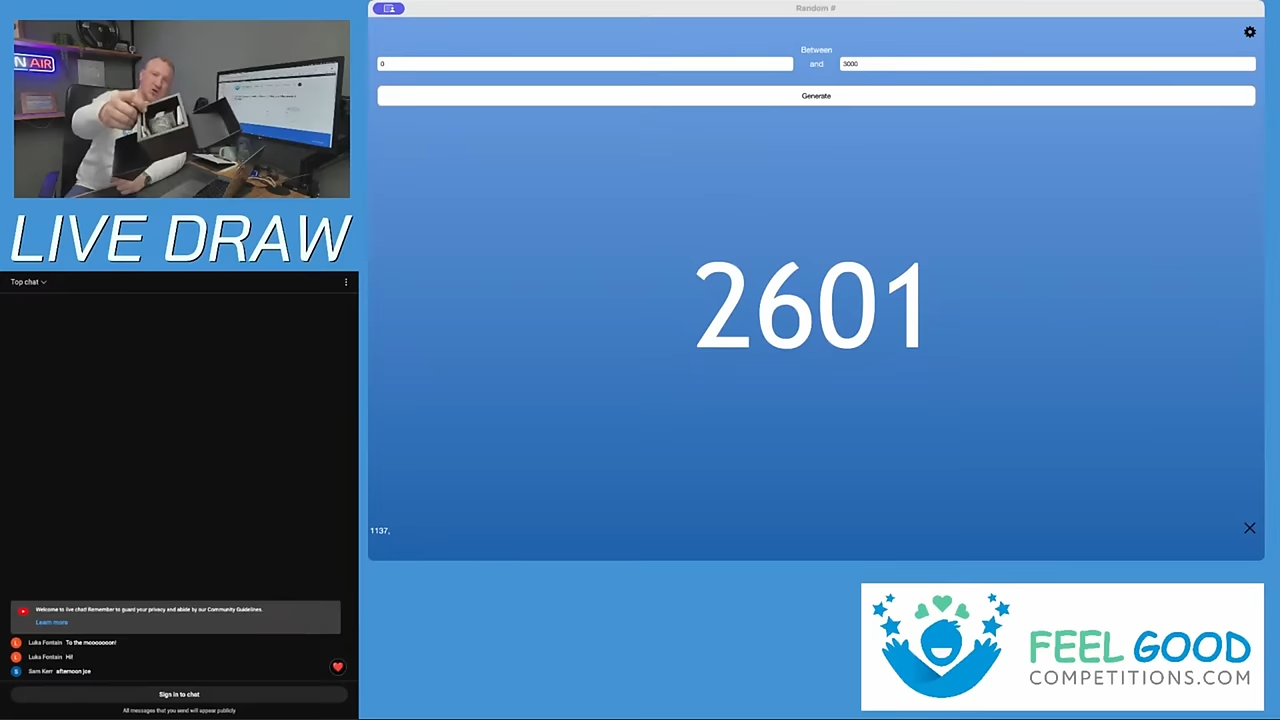 ON AIR
LIVE DRAW
Top chat
Welcome to live chat! Remember to guard your privacy and abide by our Community Guidelines.
Learn more
L Luka Fontain To the mooooooon!
L Luka Fontain Hi!
S Sam Kerr afternoon joe
Sign in to chat
All messages that you send will appear publicly
Random #
Between
0 and 3000
Generate
2601
1137,
FEEL GOOD
COMPETITIONS.COM